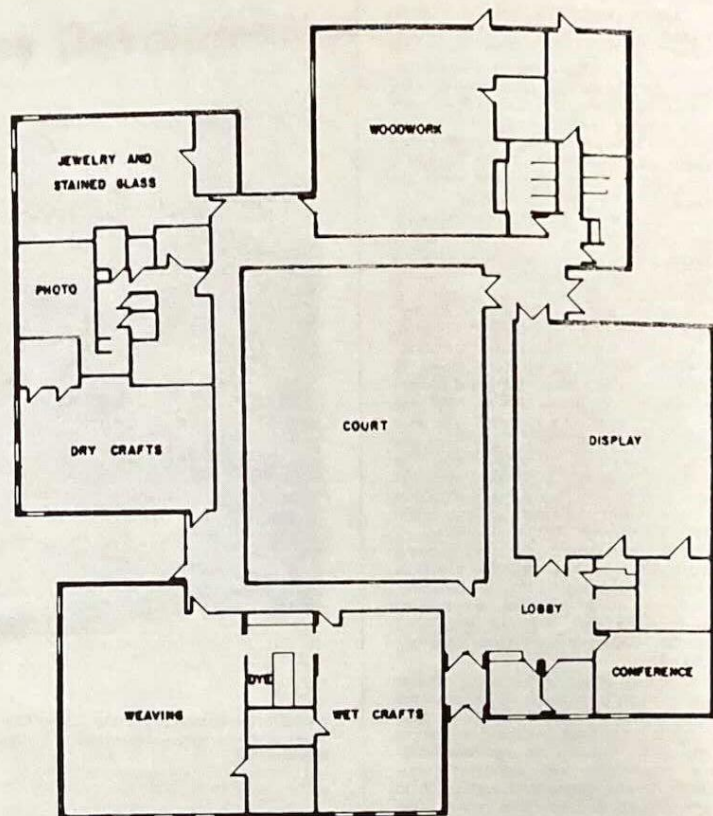 WOODWORK
JEWELRY AND
STAINED GLASS
PHOTO
COURT
DISPLAY
DRY CRAFTS
LOBBY
CONFERENCE
DYE
WEAVING
WET CRAFTS